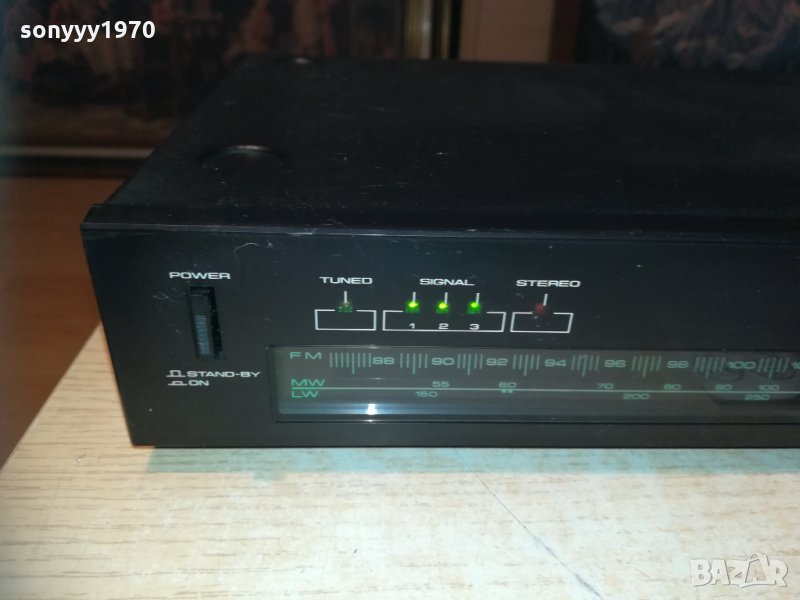 sonyyy1970
POWER
TUNED
SIGNAL
STEREO
1 2 3
STAND-BY
ON
FM 88 90 92 94 96 98 100
MW 55 60 70 80 90 100
LW 150 200 250
BAZAR